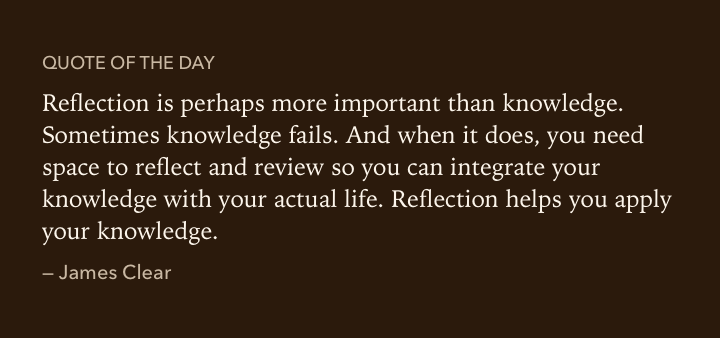 QUOTE OF THE DAY
Reflection is perhaps more important than knowledge.
Sometimes knowledge fails. And when it does, you need
space to reflect and review so you can integrate your
knowledge with your actual life. Reflection helps you apply
your knowledge.
– James Clear